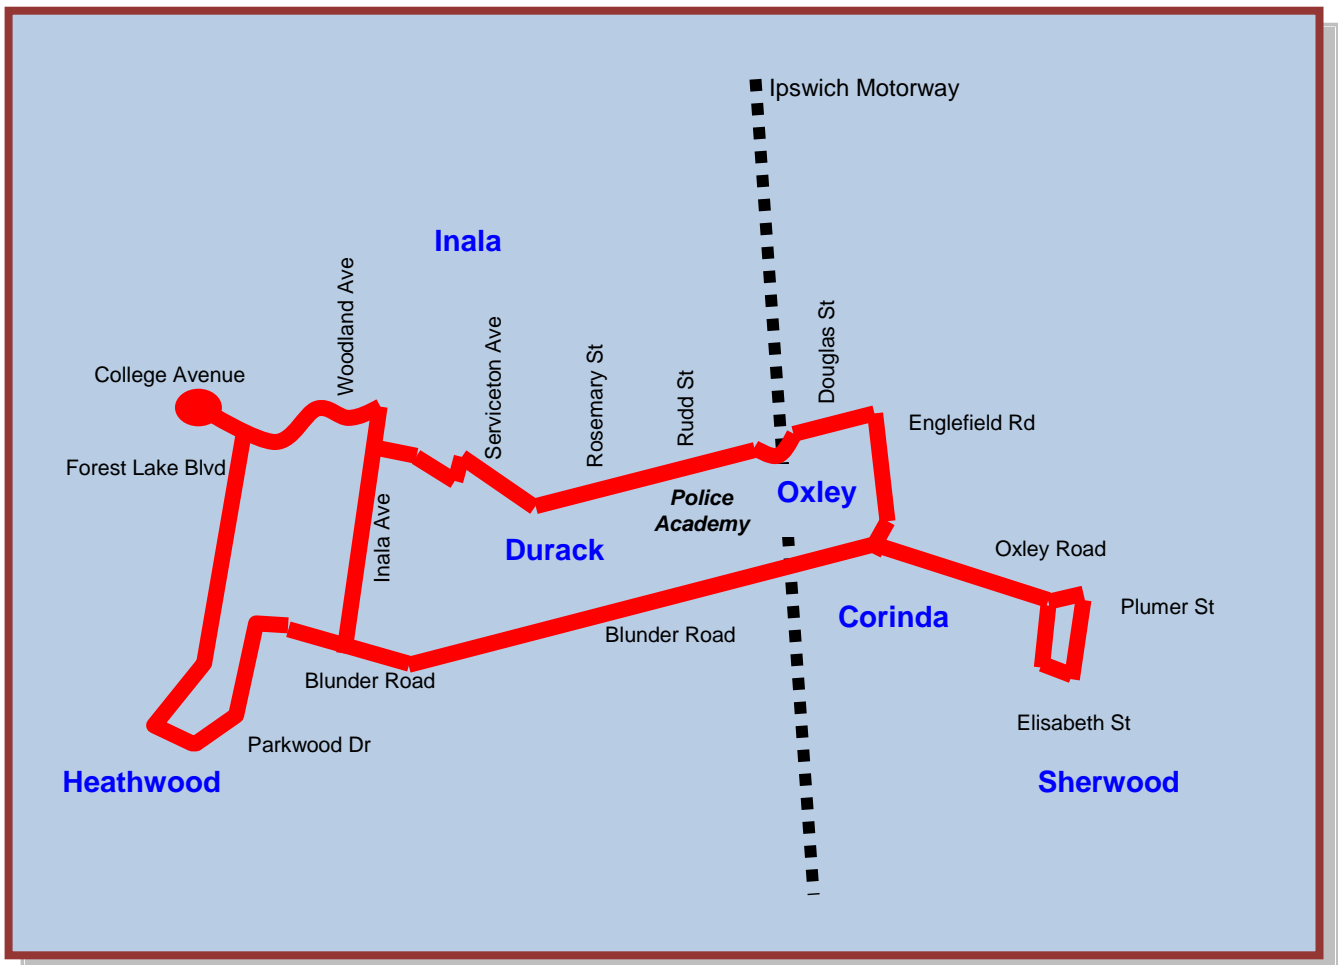 Ipswich Motorway
Inala
Woodland Ave
Serviceton Ave
Rosemary St
Rudd St
Douglas St
College Avenue
Englefield Rd
Forest Lake Blvd
Police
Academy
Oxley
Inala Ave
Durack
Oxley Road
Plumer St
Corinda
Blunder Road
Blunder Road
Elisabeth St
Parkwood Dr
Heathwood
Sherwood